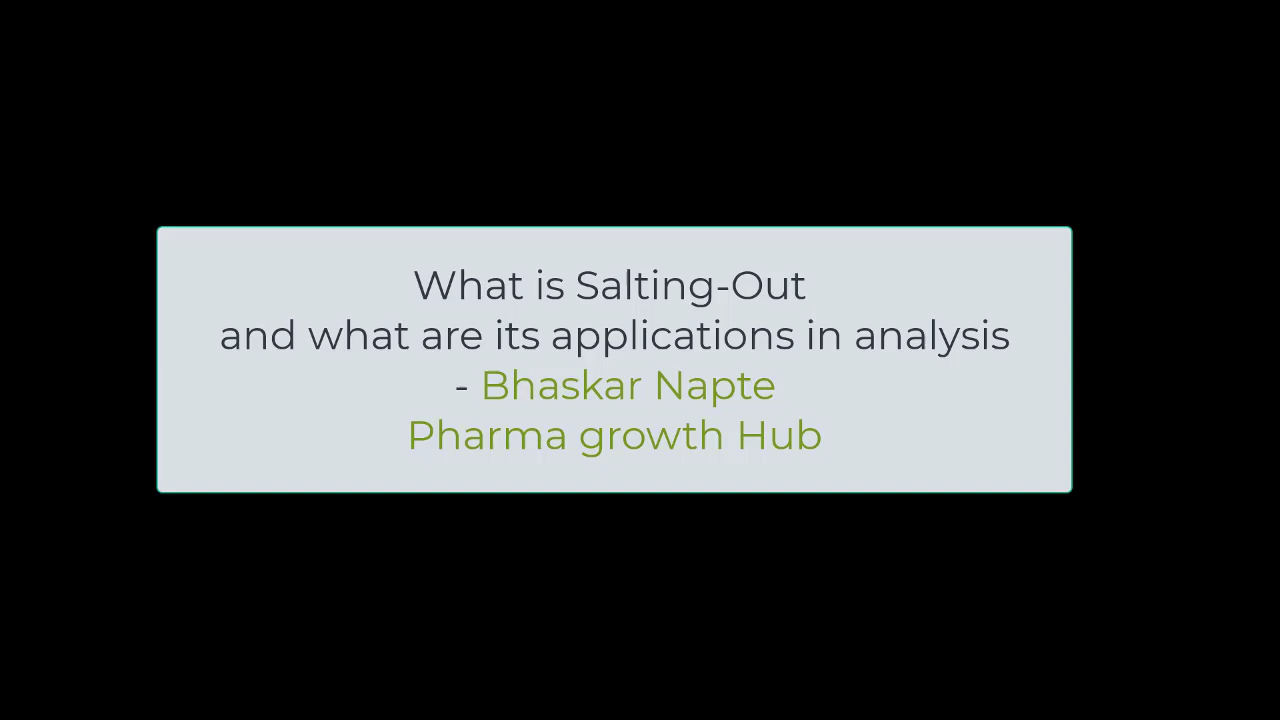 What is Salting-Out
and what are its applications in analysis
- Bhaskar Napte
Pharma growth Hub